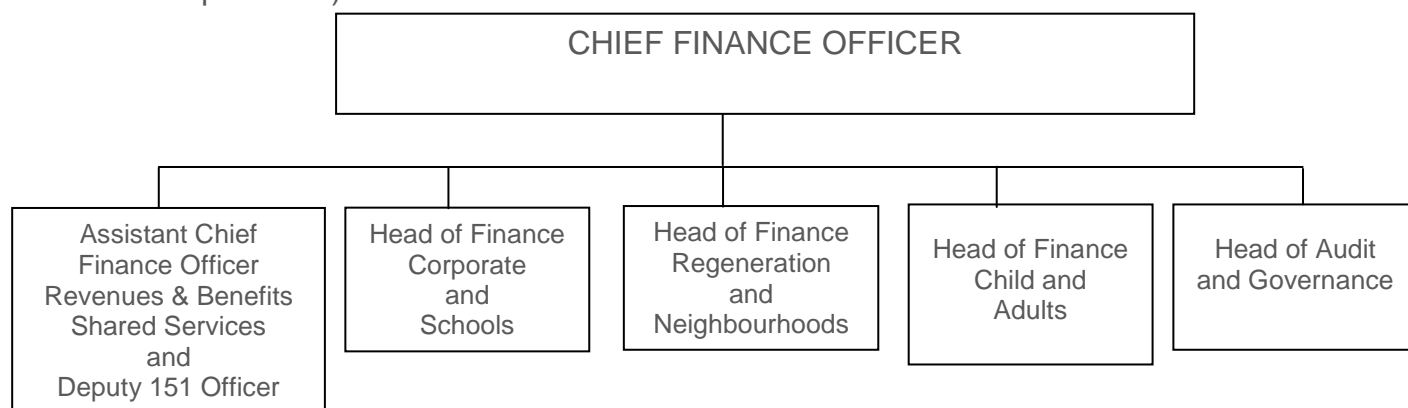 CHIEF FINANCE OFFICER
Assistant Chief
Finance Officer
Revenues & Benefits
Shared Services
and
Deputy 151 Officer
Head of Finance
Corporate
and
Schools
Head of Finance
Regeneration
and
Neighbourhoods
Head of Finance
Child and
Adults
Head of Audit
and Governance